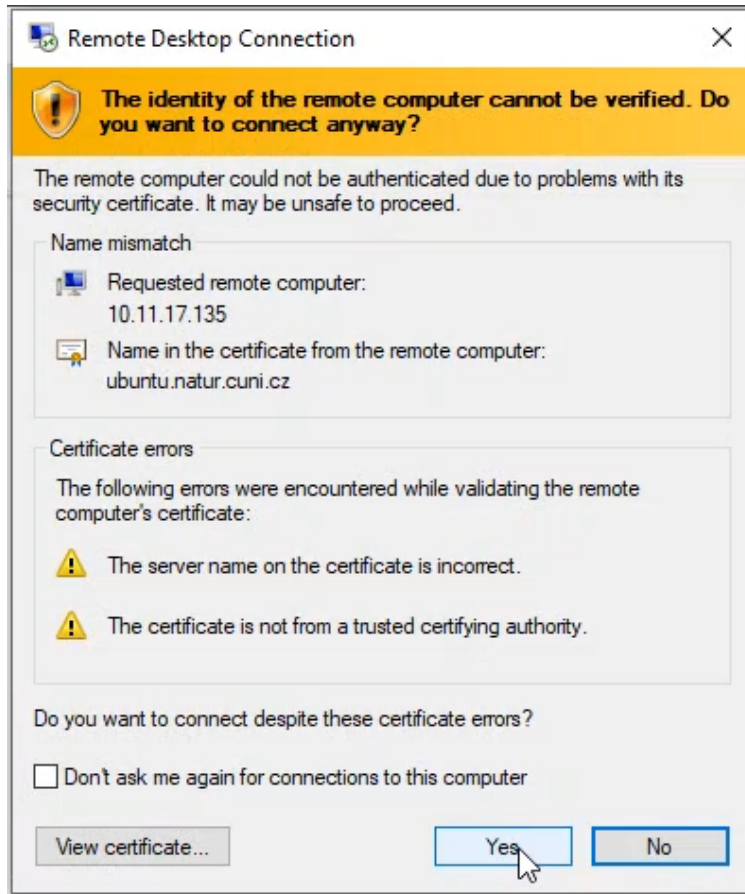 Remote Desktop Connection
The identity of the remote computer cannot be verified. Do
you want to connect anyway?
The remote computer could not be authenticated due to problems with its
security certificate. It may be unsafe to proceed.
Name mismatch
Requested remote computer:
10.11.17.135
Name in the certificate from the remote computer:
ubuntu.natur.cuni.cz
Certificate errors
The following errors were encountered while validating the remote
computer's certificate:
The server name on the certificate is incorrect.
The certificate is not from a trusted certifying authority.
Do you want to connect despite these certificate errors?
Don't ask me again for connections to this computer
View certificate... Yes No